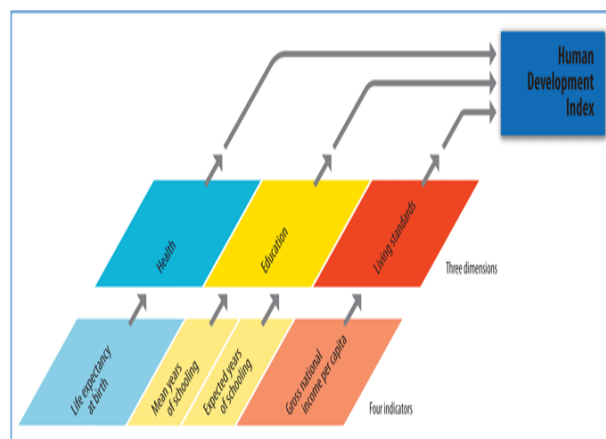 Human
Development
Index
Health
Education
Living standards
Three dimensions
Life expectancy
at birth
Mean years
of schooling
Expected years
of schooling
Gross national
income per capita
Four indicators